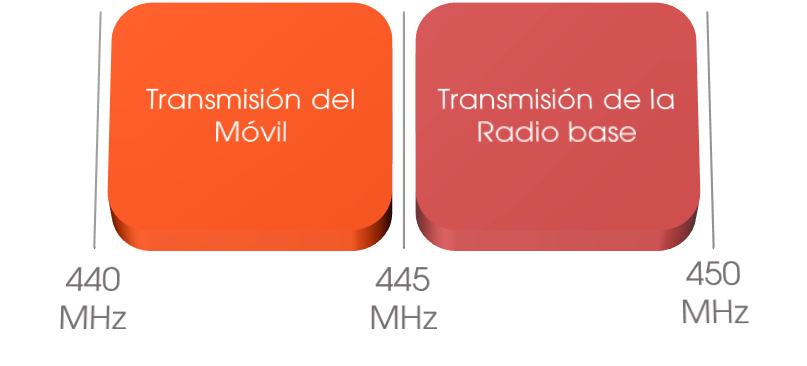 Transmisión del
Móvil
Transmisión de la
Radio base
440
MHz
445
MHz
450
MHz